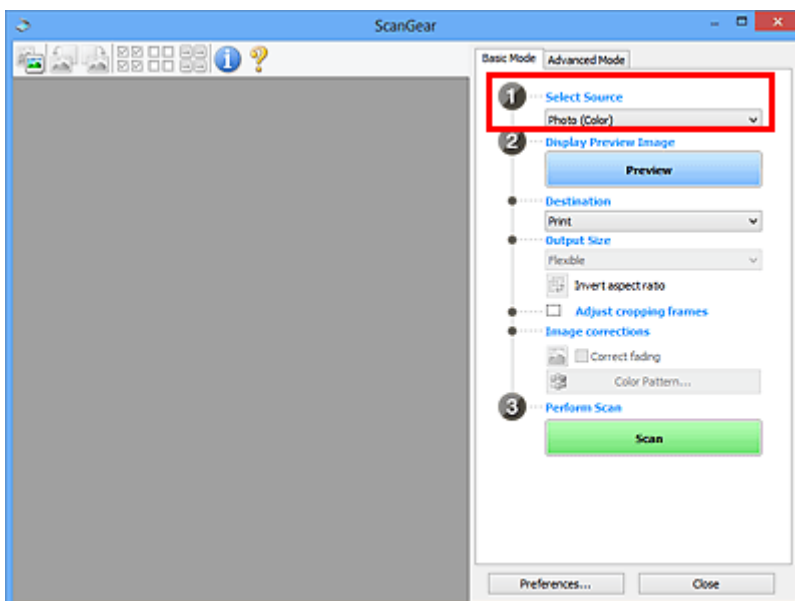 ScanGear
Basic Mode
Advanced Mode
1
Select Source
Photo (Color)
2
Display Preview Image
Preview
Destination
Print
Output Size
Flexible
Invert aspect ratio
Adjust cropping frames
Image corrections
Correct fading
Color Pattern...
3
Perform Scan
Scan
Preferences...
Close